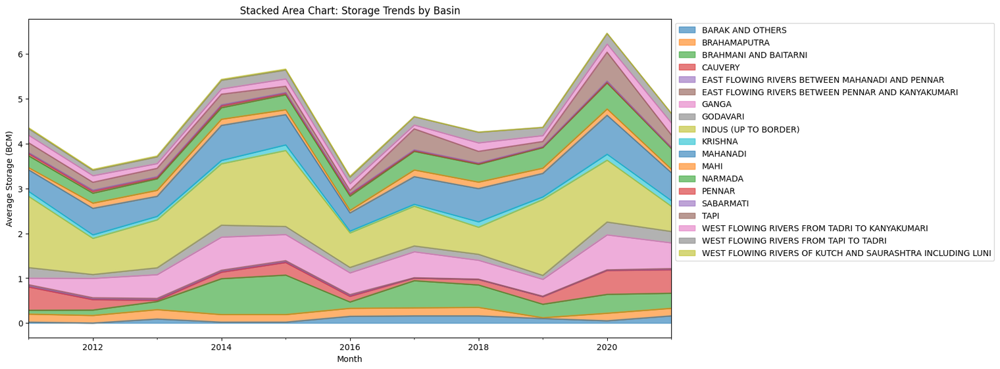 Stacked Area Chart: Storage Trends by Basin
Average Storage (BCM)
6
5
4
3
2
1
0
2012
2014
2016
2018
2020
Month
BARAK AND OTHERS
BRAHAMAPUTRA
BRAHMANI AND BAITARNI
CAUVERY
EAST FLOWING RIVERS BETWEEN MAHANADI AND PENNAR
EAST FLOWING RIVERS BETWEEN PENNAR AND KANYAKUMARI
GANGA
GODAVARI
INDUS (UP TO BORDER)
KRISHNA
MAHANADI
MAHI
NARMADA
PENNAR
SABARMATI
TAPI
WEST FLOWING RIVERS FROM TADRI TO KANYAKUMARI
WEST FLOWING RIVERS FROM TAPI TO TADRI
WEST FLOWING RIVERS OF KUTCH AND SAURASHTRA INCLUDING LUNI